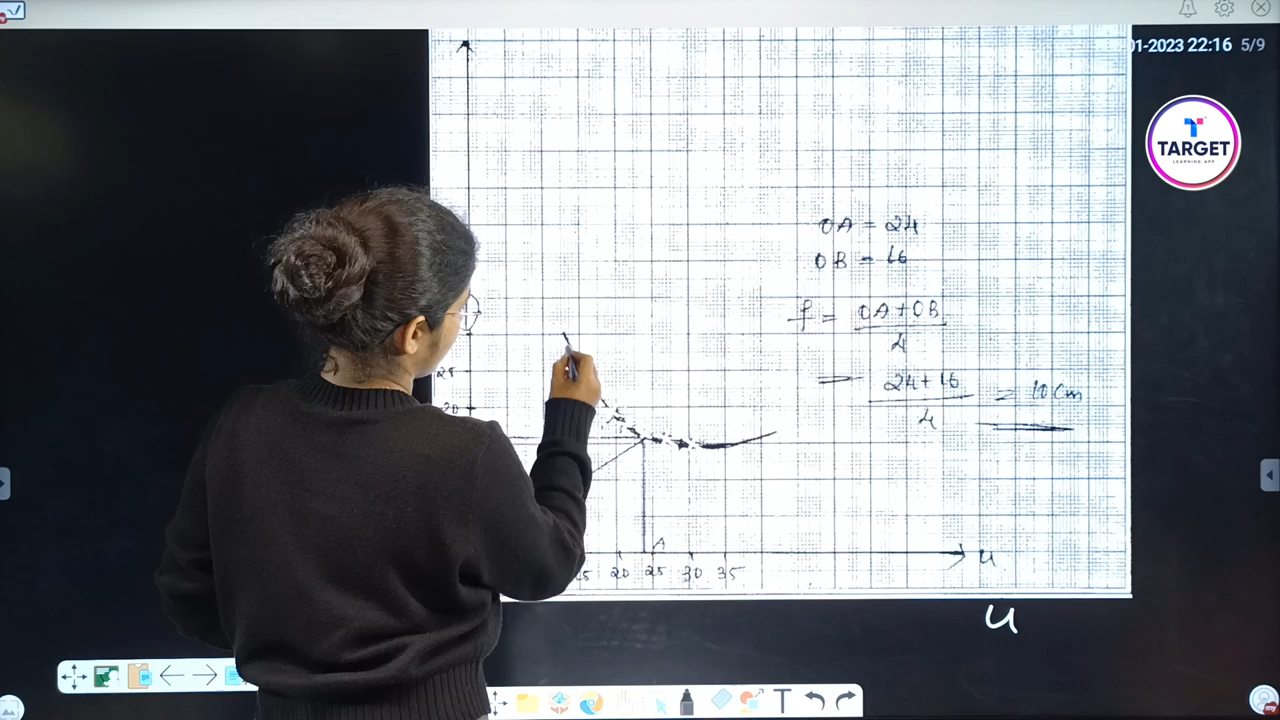 01-2023 22:16 5/9
TARGET
LEARNING APP
OA = 24
OB = 16
f = OA + OB
4
= 24 + 16 = 10 Cm
4
25
20
A
20 25 30 35
u
u
T